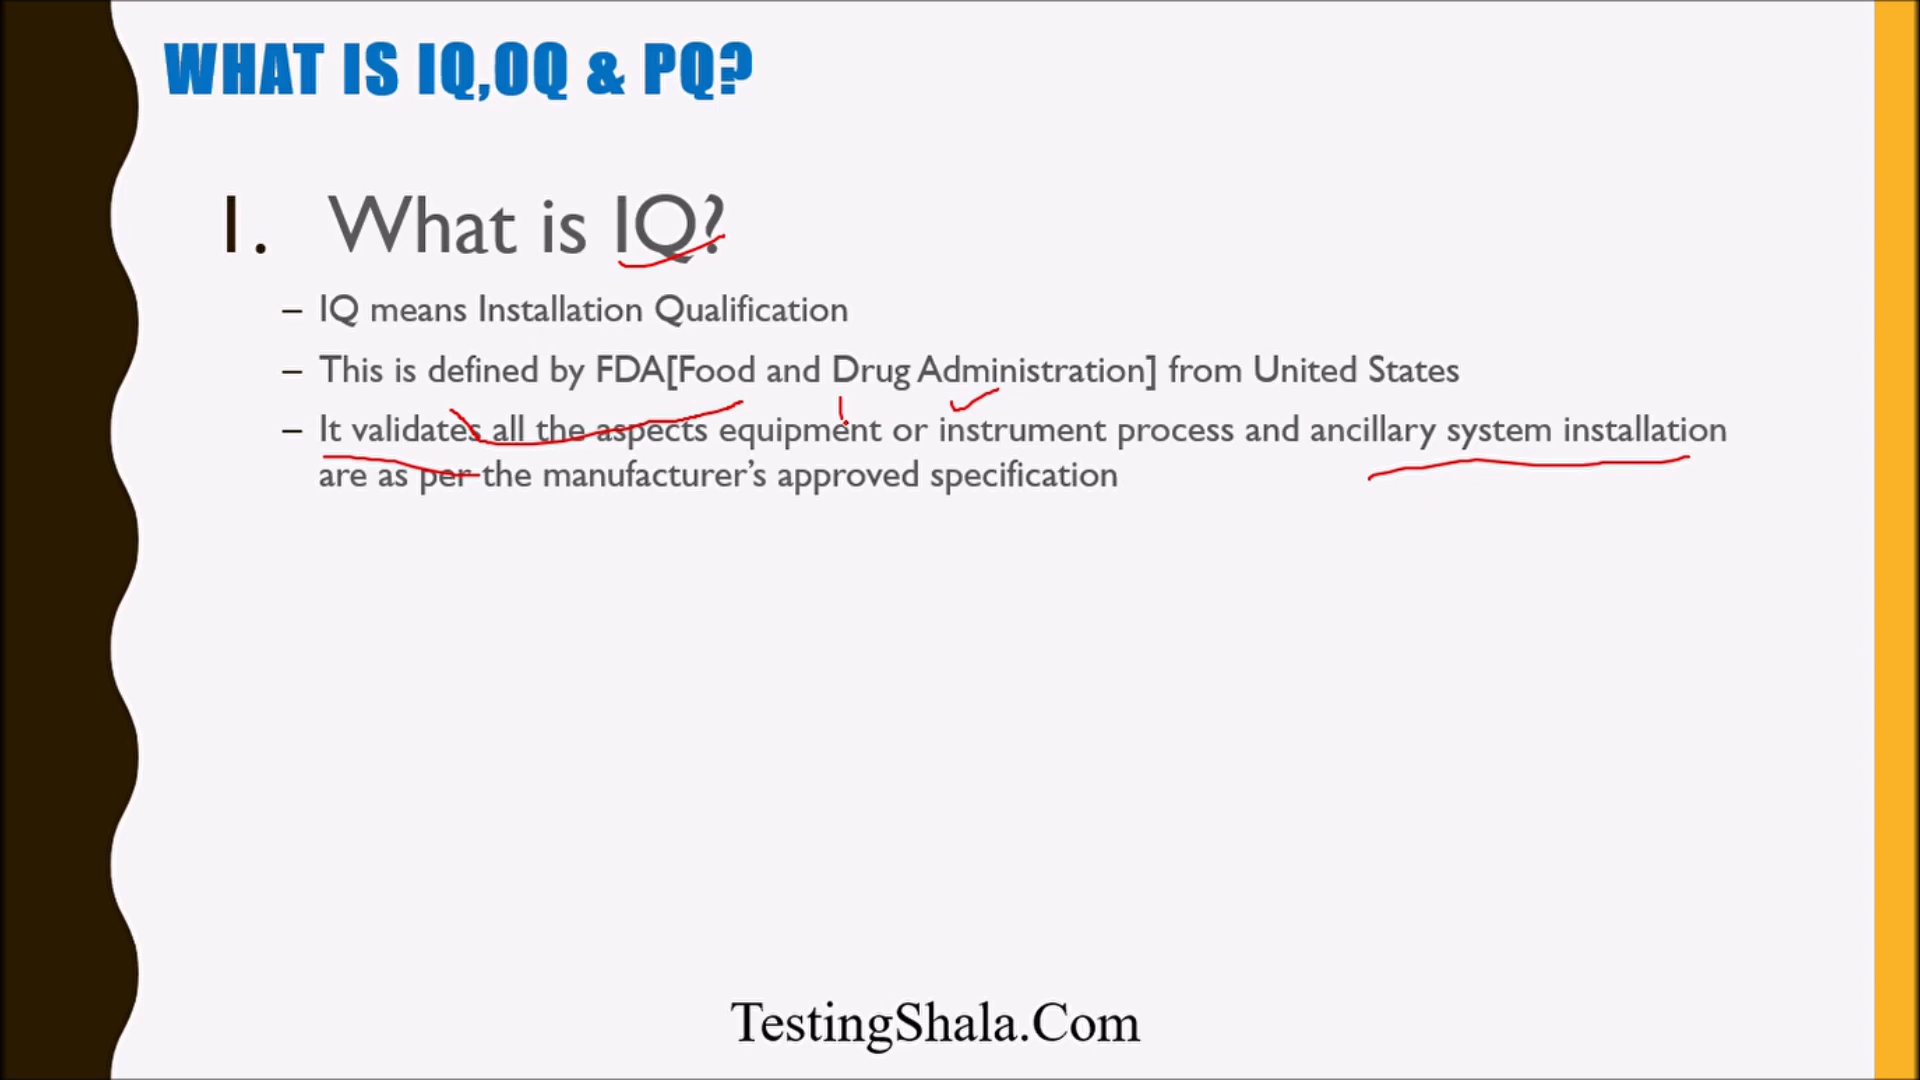 WHAT IS IQ,OQ & PQ?
1. What is IQ?
– IQ means Installation Qualification
– This is defined by FDA[Food and Drug Administration] from United States
– It validates all the aspects equipment or instrument process and ancillary system installation
are as per the manufacturer's approved specification
TestingShala.Com